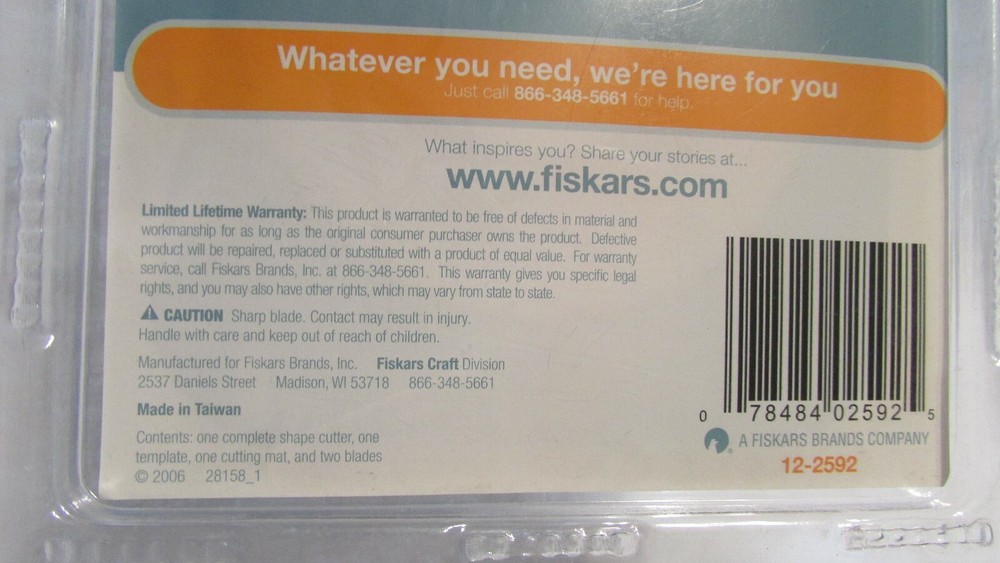 Whatever you need, we're here for you
Just call 866-348-5661 for help.
What inspires you? Share your stories at...
www.fiskars.com
Limited Lifetime Warranty: This product is warranted to be free of defects in material and
workmanship for as long as the original consumer purchaser owns the product. Defective
product will be repaired, replaced or substituted with a product of equal value. For warranty
service, call Fiskars Brands, Inc. at 866-348-5661. This warranty gives you specific legal
rights, and you may also have other rights, which may vary from state to state.
CAUTION Sharp blade. Contact may result in injury.
Handle with care and keep out of reach of children.
Manufactured for Fiskars Brands, Inc. Fiskars Craft Division
2537 Daniels Street Madison, WI 53718 866-348-5661
Made in Taiwan
Contents: one complete shape cutter, one
template, one cutting mat, and two blades
© 2006 28158_1
0 78484 02592 5
A FISKARS BRANDS COMPANY
12-2592